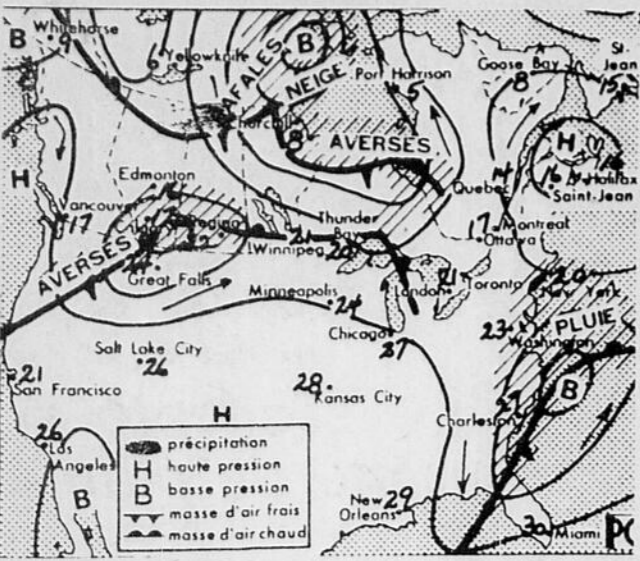 B
Whitehorse
9
6
Yellowknife
RAFALES
B
NEIGE
Port Harrison
5
Goose Bay
8
St-Jean
15
Churchill
8
AVERSES
H
H
Edmonton
Vancouver
17
Quebec
14
16
Halifax
Saint-Jean
Thunder Bay
20
21
Winnipeg
17
Montreal
Ottawa
AVERSES
Great Falls
Minneapolis
24
London
21
Toronto
20
New York
Chicago
27
23
Washington
PLUIE
Salt Lake City
26
21
San Francisco
28
Kansas City
B
27
Charleston
H
26
Los Angeles
B
précipitation
H haute pression
B basse pression
masse d'air frais
masse d'air chaud
New Orleans
29
30
Miami